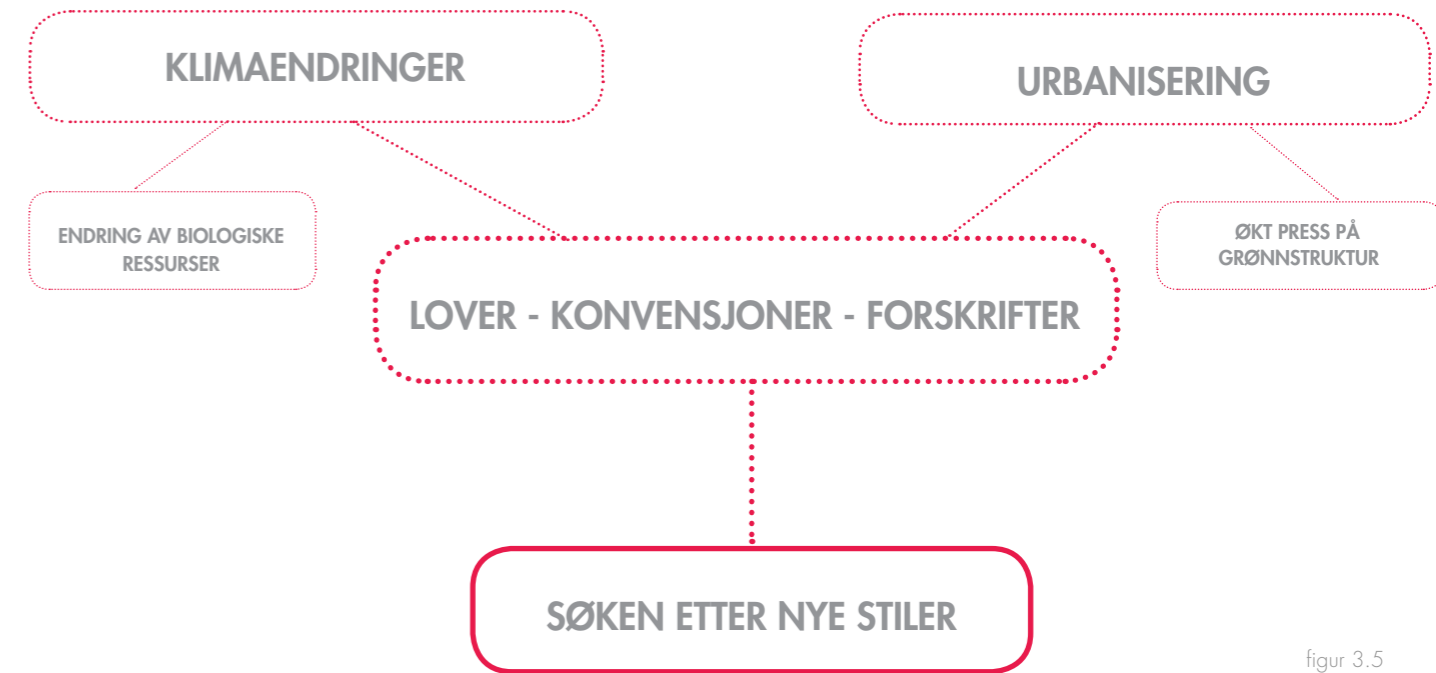 KLIMAENDRINGER
URBANISERING
ENDRING AV BIOLOGISKE
RESSURSER
ØKT PRESS PÅ
GRØNNSTRUKTUR
LOVER - KONVENSJONER - FORSKRIFTER
SØKEN ETTER NYE STILER
figur 3.5